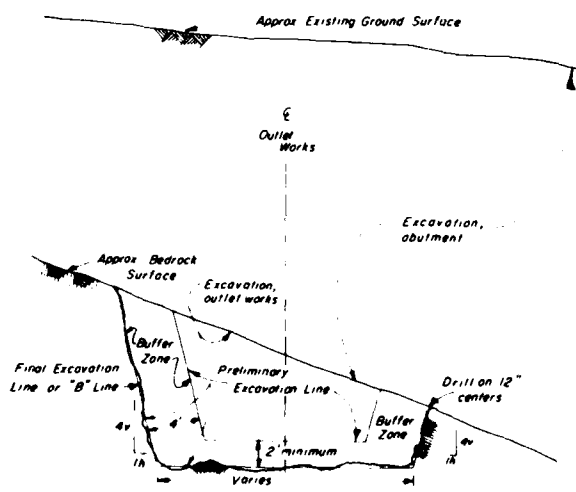 Approx Existing Ground Surface
℄
Outlet
Works
Excavation,
abutment
Approx Bedrock
Surface
Excavation,
outlet works
Buffer
Zone
Preliminary
Excavation Line
Final Excavation
Line or "B" Line
Drill on 12"
centers
Buffer
Zone
4v
1h
4'
2' minimum
4v
1h
Varies